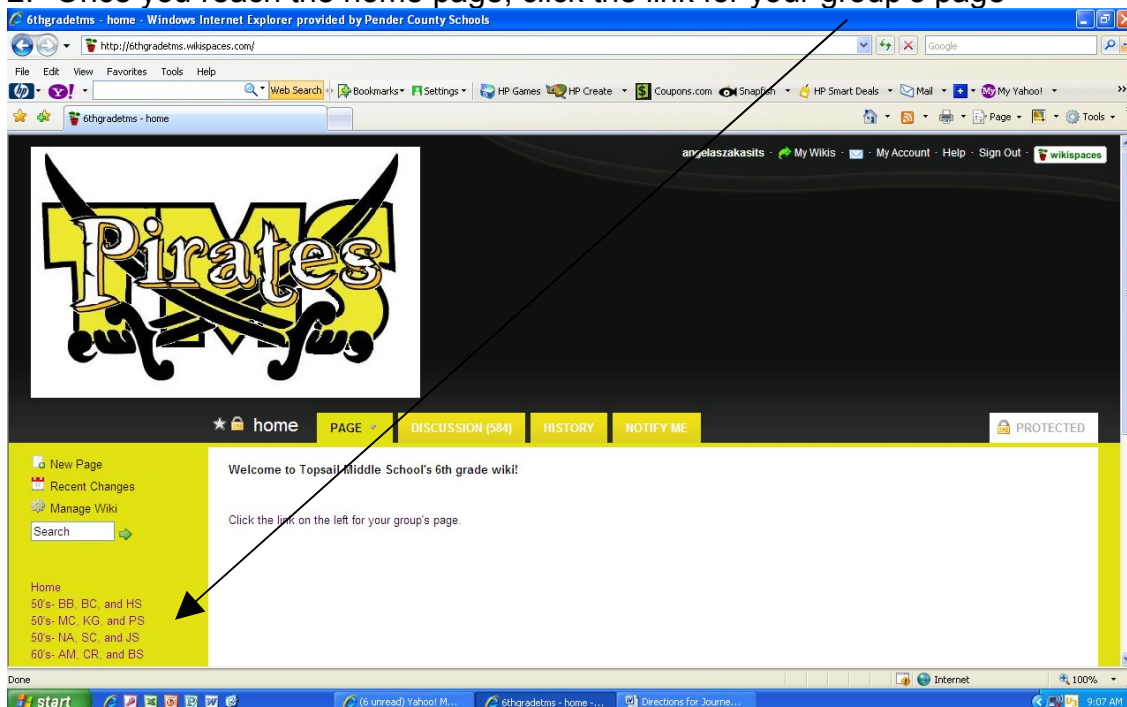 2. Once you reach the home page, click the link for your group's page
6thgradetms - home - Windows Internet Explorer provided by Pender County Schools
http://6thgradetms.wikispaces.com/
Google
File Edit View Favorites Tools Help
Web Search Bookmarks Settings HP Games HP Create Coupons.com Snapfish HP Smart Deals Mail My Yahoo!
6thgradetms - home
Page Tools
angelaszakasits · My Wikis · · My Account · Help · Sign Out · wikispaces
TMS
Pirates
home PAGE DISCUSSION (584) HISTORY NOTIFY ME PROTECTED
New Page
Recent Changes
Manage Wiki
Search
Welcome to Topsail Middle School's 6th grade wiki!
Click the link on the left for your group's page.
Home
50's- BB, BC, and HS
50's- MC, KG, and PS
50's- NA, SC, and JS
60's- AM, CR, and BS
Done Internet 100%
start (6 unread) Yahoo! M... 6thgradetms - home -... Directions for Journe... 9:07 AM